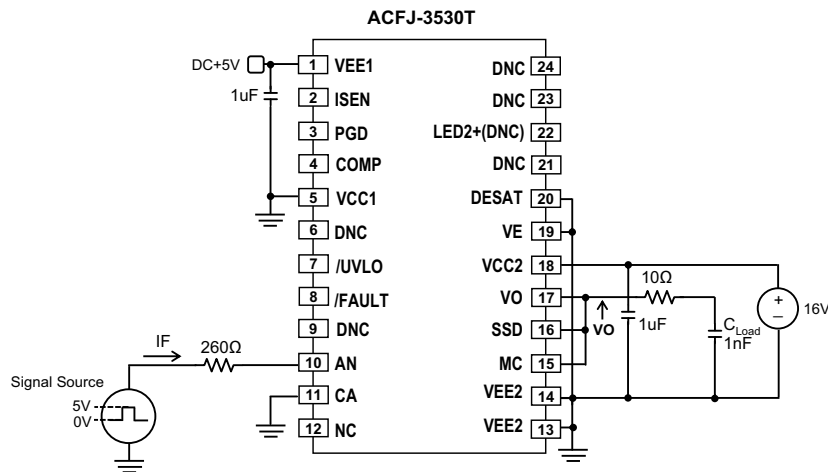 ACFJ-3530T
DC+5V
1uF
1 VEE1
2 ISEN
3 PGD
4 COMP
5 VCC1
6 DNC
7 /UVLO
8 /FAULT
9 DNC
10 AN
11 CA
12 NC
DNC 24
DNC 23
LED2+(DNC) 22
DNC 21
DESAT 20
VE 19
VCC2 18
VO 17
SSD 16
MC 15
VEE2 14
VEE2 13
IF
260Ω
Signal Source
5V
0V
10Ω
VO
1uF
CLoad
1nF
+
–
16V